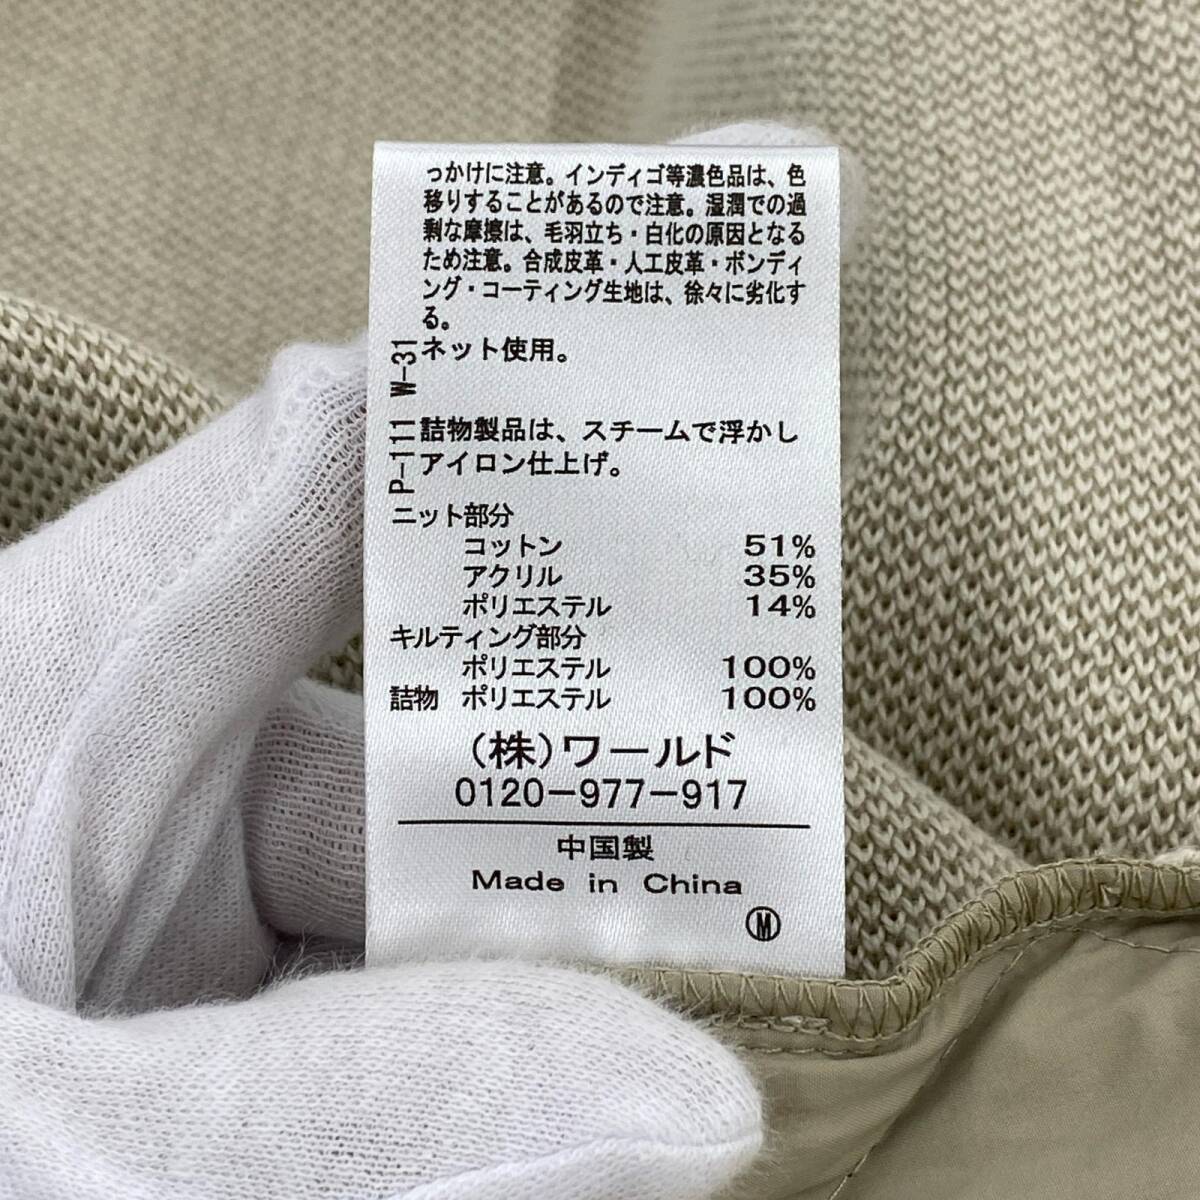 っかけに注意。インディゴ等濃色品は、色
移りすることがあるので注意。湿潤での過
剰な摩擦は、毛羽立ち・白化の原因となる
ため注意。合成皮革・人工皮革・ボンディ
ング・コーティング生地は、徐々に劣化す
る。
ネット使用。
詰物製品は、スチームで浮かし
アイロン仕上げ。
P-111 W-31
ニット部分
コットン 51%
アクリル 35%
ポリエステル 14%
キルティング部分
ポリエステル 100%
詰物 ポリエステル 100%
(株)ワールド
0120-977-917
中国製
Made in China
Ⓜ